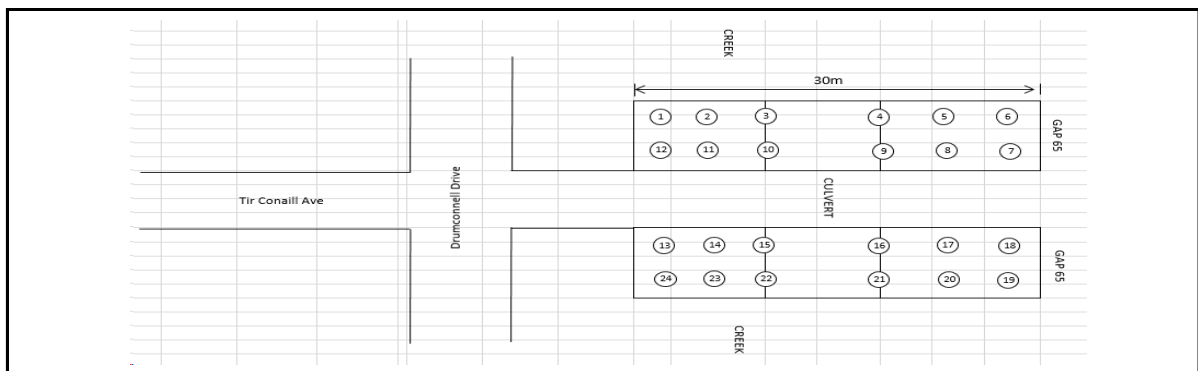 CREEK
30m
1 2 3 4 5 6
GAP 65
12 11 10 9 8 7
Tir Conaill Ave
Drumconnell Drive
CULVERT
13 14 15 16 17 18
GAP 65
24 23 22 21 20 19
CREEK